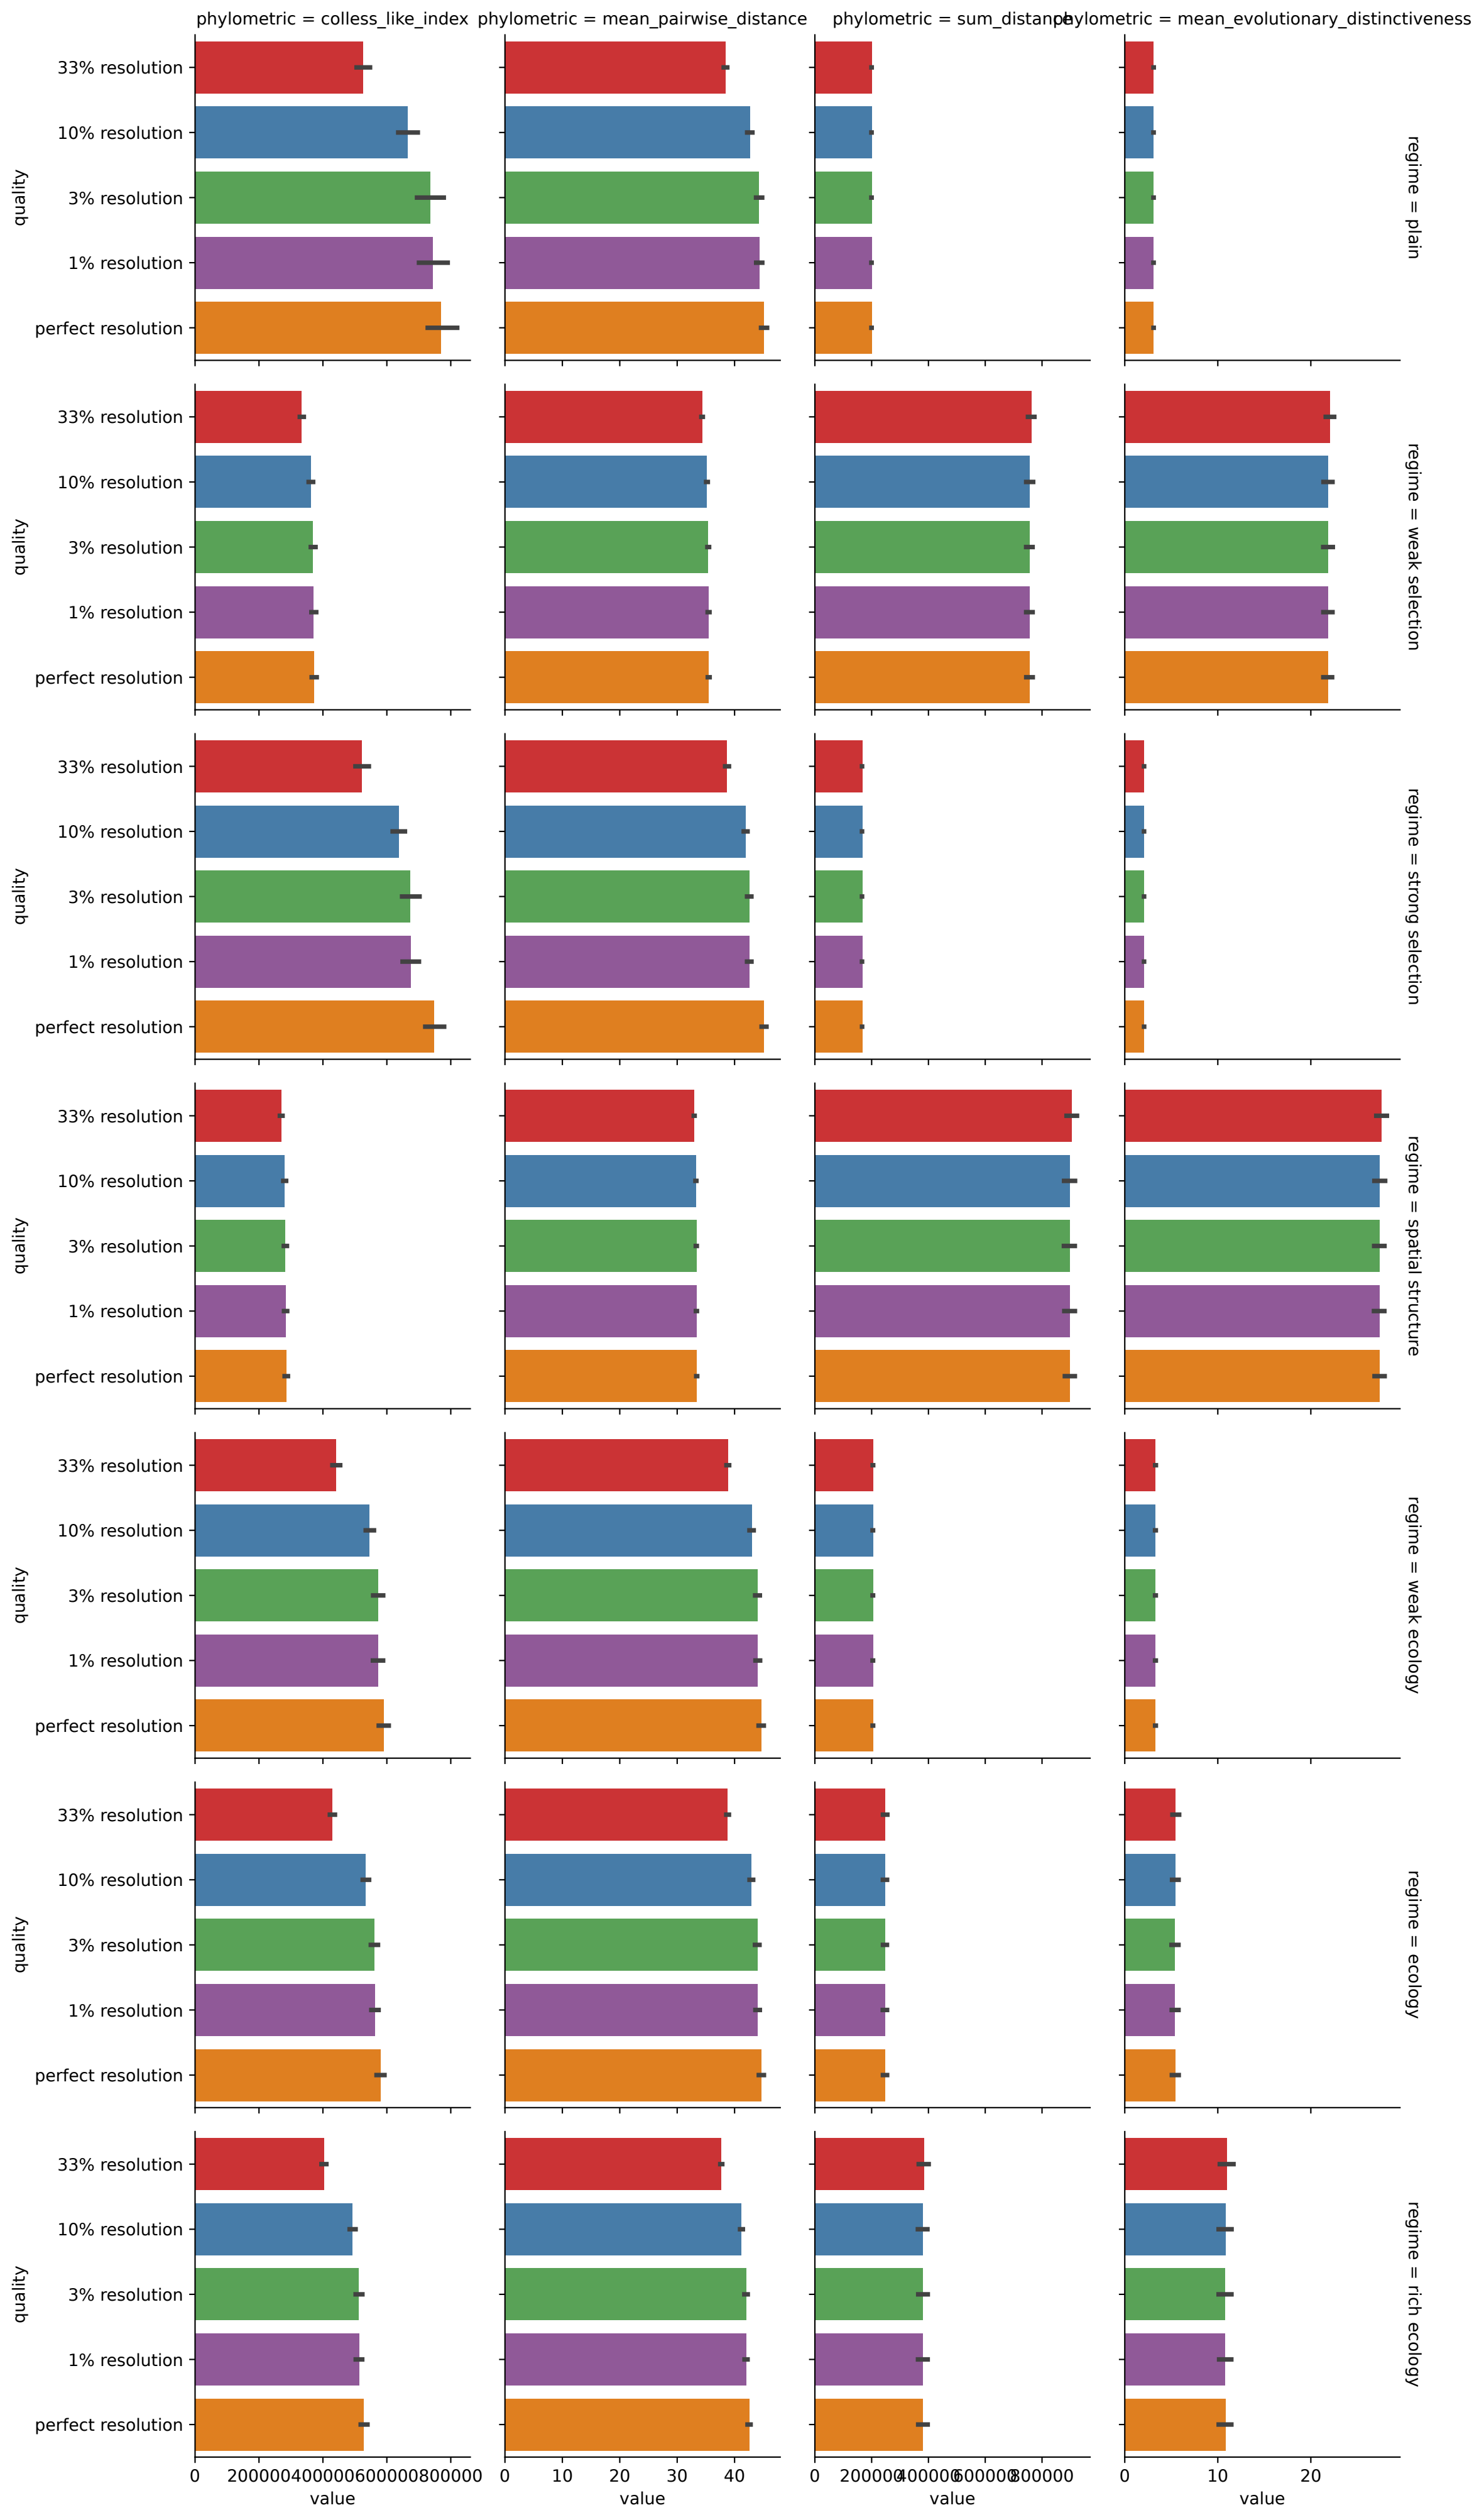 phylometric = colless_like_index phylometric = mean_pairwise_distance phylometric = sum_distance phylometric = mean_evolutionary_distinctiveness
33% resolution
10% resolution
3% resolution
1% resolution
perfect resolution
quality
regime = plain
33% resolution
10% resolution
3% resolution
1% resolution
perfect resolution
quality
regime = weak selection
33% resolution
10% resolution
3% resolution
1% resolution
perfect resolution
quality
regime = strong selection
33% resolution
10% resolution
3% resolution
1% resolution
perfect resolution
quality
regime = spatial structure
33% resolution
10% resolution
3% resolution
1% resolution
perfect resolution
quality
regime = weak ecology
33% resolution
10% resolution
3% resolution
1% resolution
perfect resolution
quality
regime = ecology
33% resolution
10% resolution
3% resolution
1% resolution
perfect resolution
quality
regime = rich ecology
0 200000 400000 600000 800000 0 10 20 30 40 0 200000 400000 600000 800000 0 10 20
value value value value